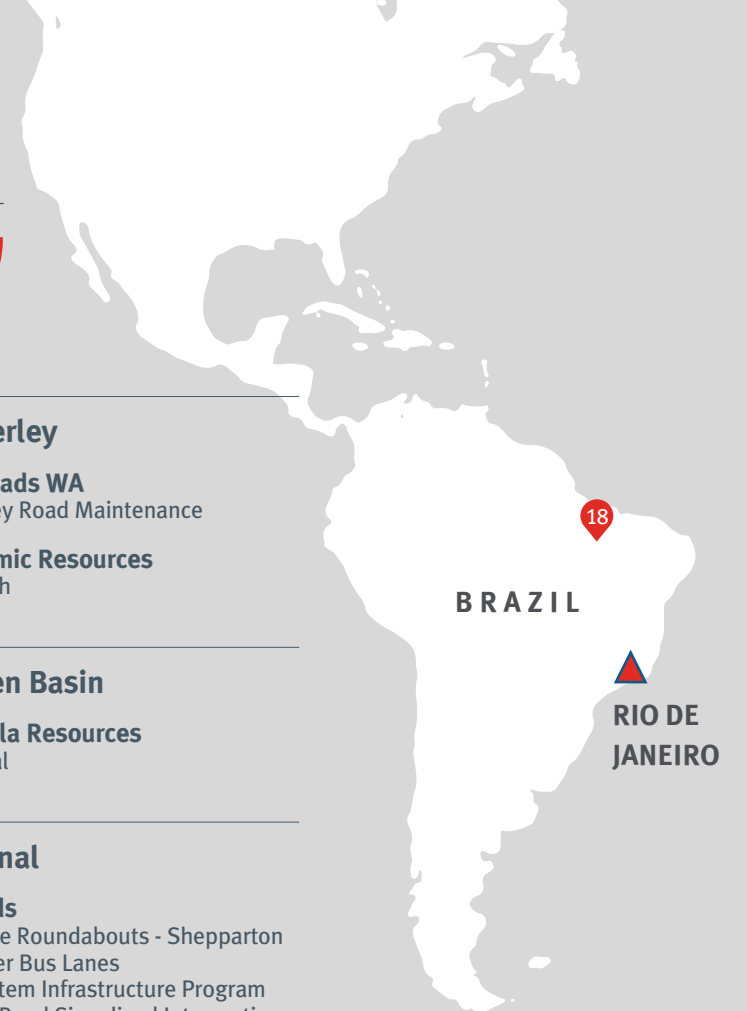 erley
ads WA
ey Road Maintenance
mic Resources
h
en Basin
la Resources
al
nal
ls
e Roundabouts - Shepparton
er Bus Lanes
tem Infrastructure Program
18
BRAZIL
RIO DE
JANEIRO